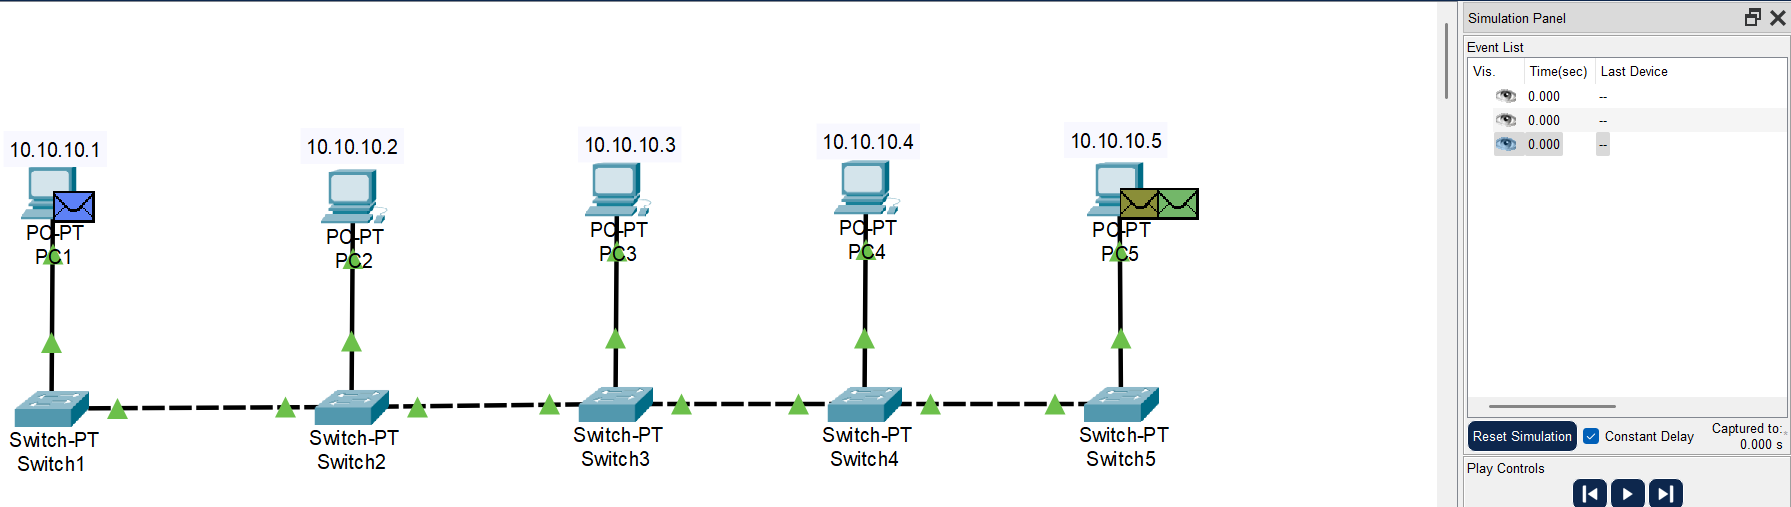 Simulation Panel
Event List
Vis. Time(sec) Last Device
0.000 --
0.000 --
0.000 --
10.10.10.1
10.10.10.2
10.10.10.3
10.10.10.4
10.10.10.5
PC-PT
PC1
PC-PT
PC2
PC-PT
PC3
PC-PT
PC4
PC-PT
PC5
Switch-PT
Switch1
Switch-PT
Switch2
Switch-PT
Switch3
Switch-PT
Switch4
Switch-PT
Switch5
Reset Simulation
Constant Delay
Captured to:
0.000 s
Play Controls